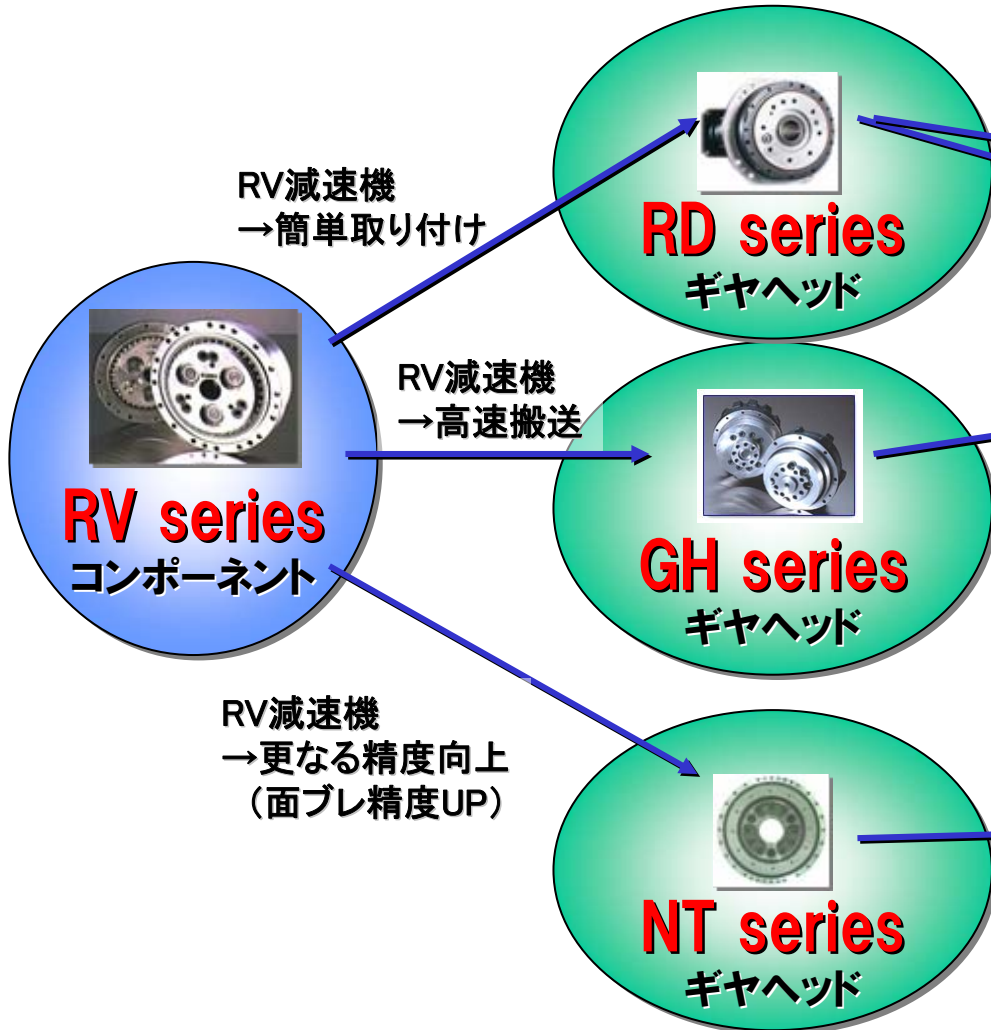 RV減速機
→簡単取り付け
RD series
ギヤヘッド
RV series
コンポーネント
RV減速機
→高速搬送
GH series
ギヤヘッド
RV減速機
→更なる精度向上
（面ブレ精度UP）
NT series
ギヤヘッド